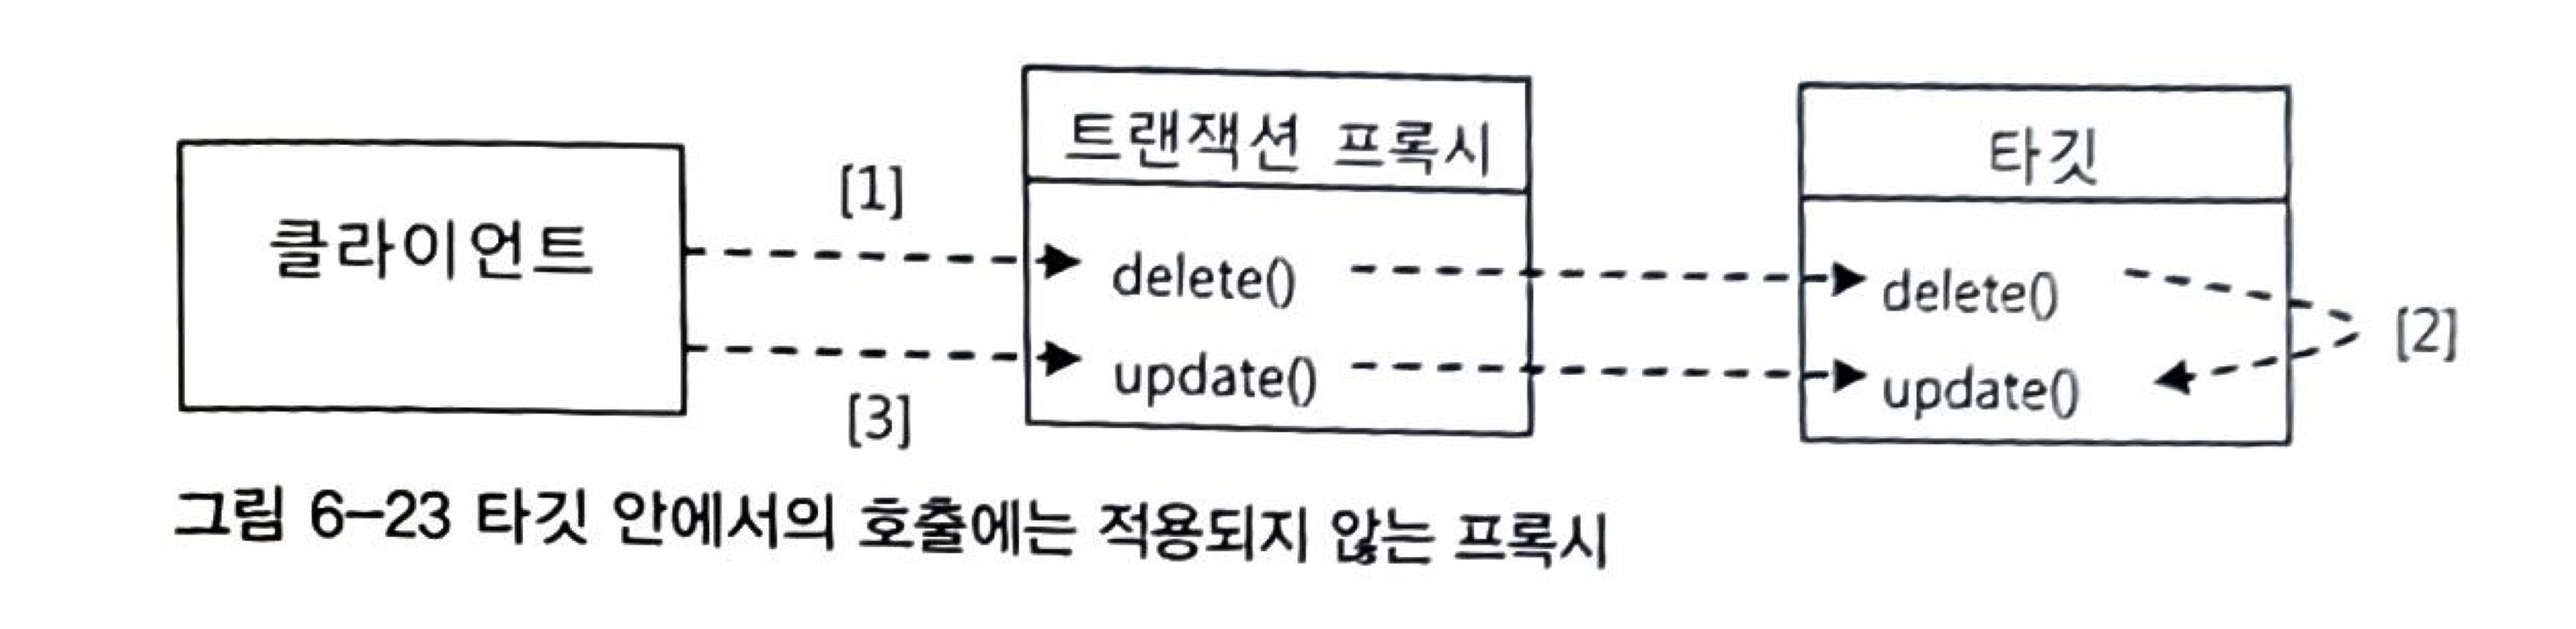 클라이언트
[1]
[3]
트랜잭션 프록시
delete()
update()
타깃
delete()
update()
[2]
그림 6-23 타깃 안에서의 호출에는 적용되지 않는 프록시